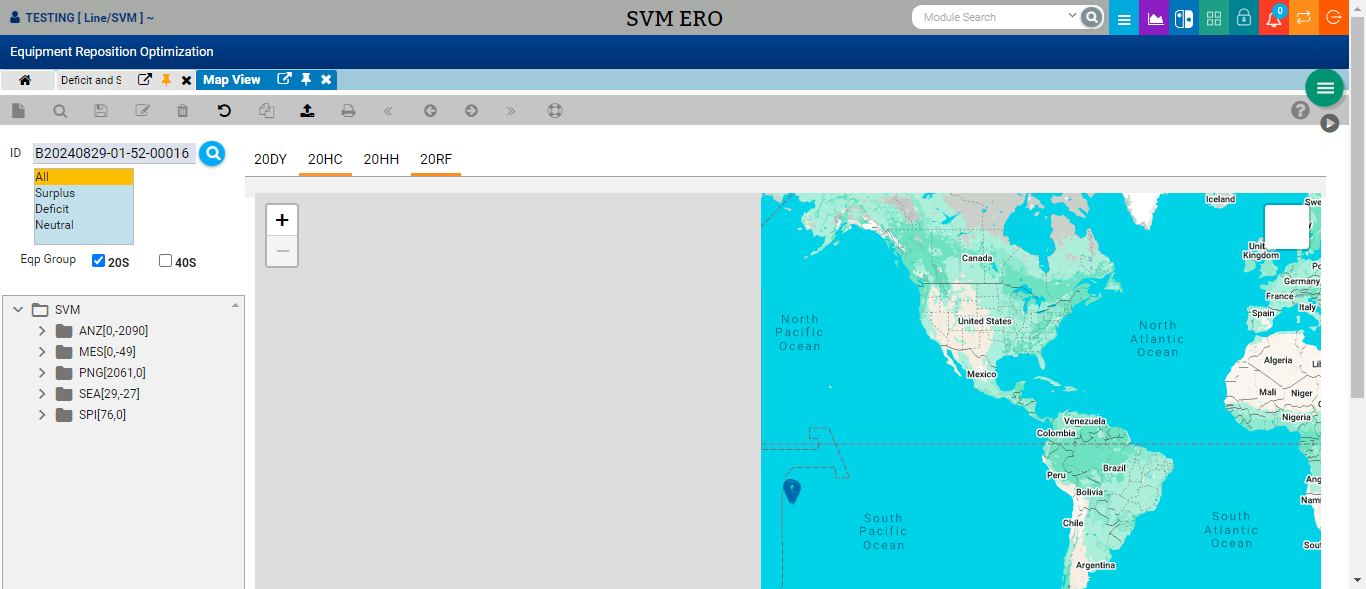 TESTING [ Line/SVM ] ~
SVM ERO
Module Search
0
Equipment Reposition Optimization
Deficit and S
Map View
ID
B20240829-01-52-00016
All
Surplus
Deficit
Neutral
Eqp Group
20S
40S
SVM
ANZ[0,-2090]
MES[0,-49]
PNG[2061,0]
SEA[29,-27]
SPI[76,0]
20DY
20HC
20HH
20RF
+
−
Iceland
Swe
Canada
United
Kingdom
Germany
France
Italy
Spain
United States
North
Pacific
Ocean
North
Atlantic
Ocean
Mexico
Algeria
Mali
Niger
Nigeria
Venezuela
Colombia
Brazil
Peru
Bolivia
Ang
Nami
Chile
South
Pacific
Ocean
South
Atlantic
Ocean
Sout
Argentina